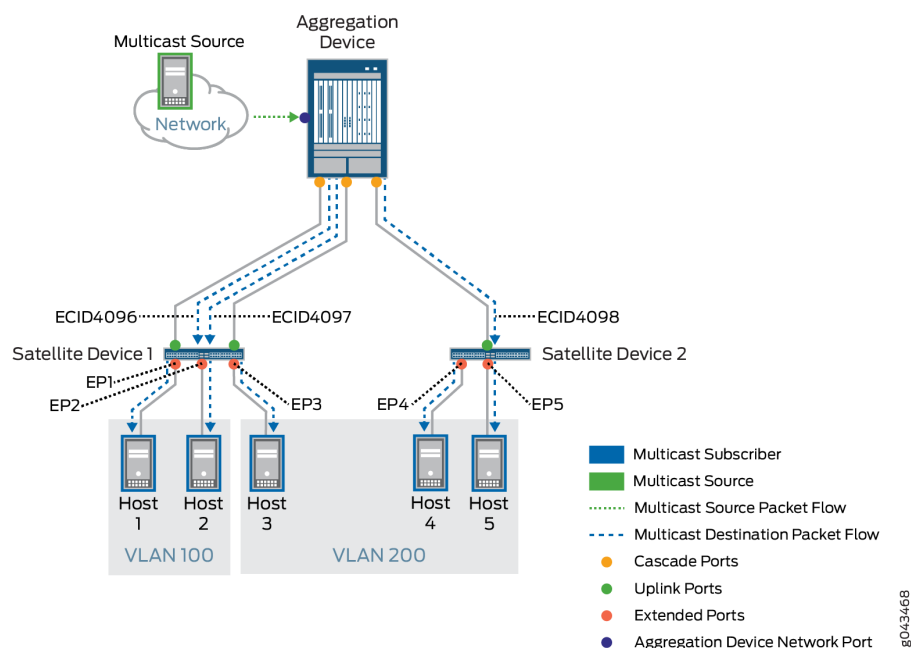 Aggregation
Device
Multicast Source
Network
ECID4096
ECID4097
ECID4098
Satellite Device 1
Satellite Device 2
EP1
EP2
EP3
EP4
EP5
Host
1
Host
2
Host
3
Host
4
Host
5
VLAN 100
VLAN 200
Multicast Subscriber
Multicast Source
Multicast Source Packet Flow
Multicast Destination Packet Flow
Cascade Ports
Uplink Ports
Extended Ports
Aggregation Device Network Port
g043468